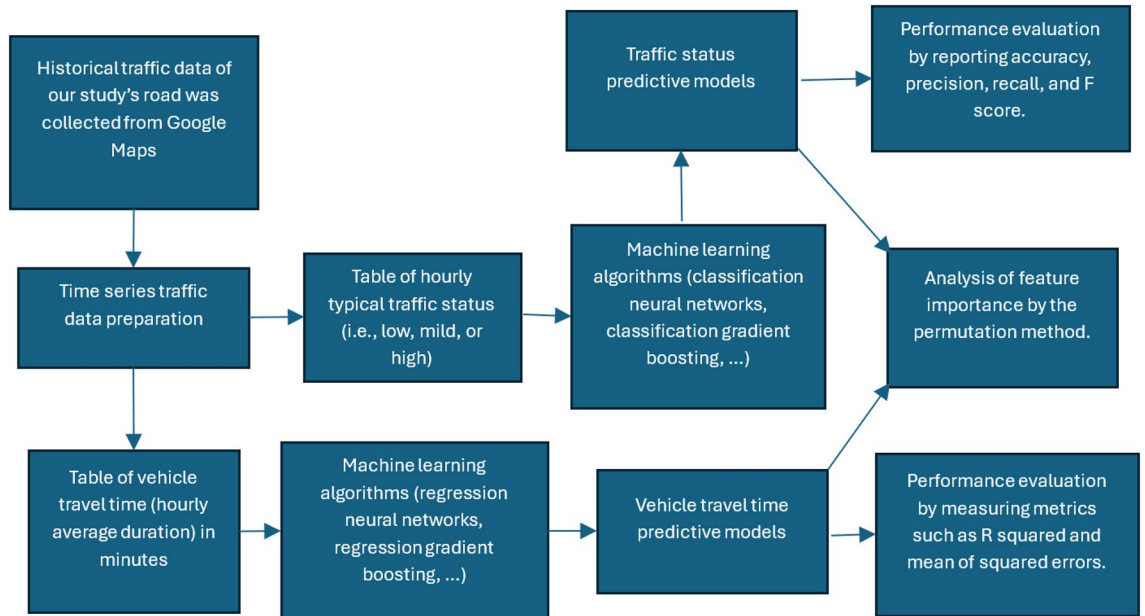 Historical traffic data of
our study’s road was
collected from Google
Maps
Traffic status
predictive models
Performance evaluation
by reporting accuracy,
precision, recall, and F
score.
Time series traffic
data preparation
Table of hourly
typical traffic status
(i.e., low, mild, or
high)
Machine learning
algorithms (classification
neural networks,
classification gradient
boosting, ...)
Analysis of feature
importance by the
permutation method.
Table of vehicle
travel time (hourly
average duration) in
minutes
Machine learning
algorithms (regression
neural networks,
regression gradient
boosting, ...)
Vehicle travel time
predictive models
Performance evaluation
by measuring metrics
such as R squared and
mean of squared errors.